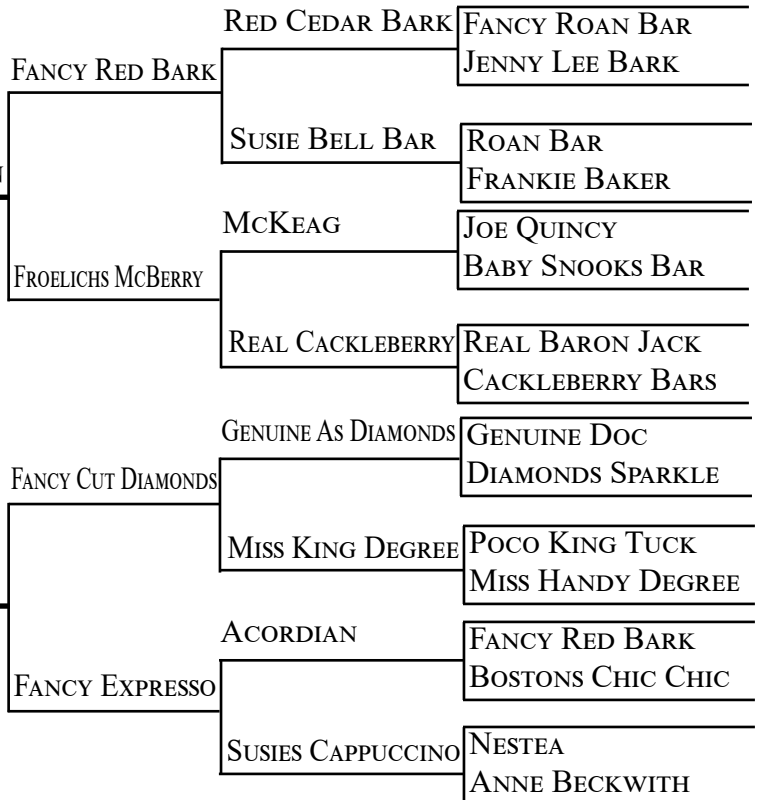 Red Cedar Bark
Fancy Roan Bar
Jenny Lee Bark
Fancy Red Bark
Susie Bell Bar
Roan Bar
Frankie Baker
McKeag
Joe Quincy
Baby Snooks Bar
Froelichs McBerry
Real Cackleberry
Real Baron Jack
Cackleberry Bars
Genuine As Diamonds
Genuine Doc
Diamonds Sparkle
Fancy Cut Diamonds
Miss King Degree
Poco King Tuck
Miss Handy Degree
Acordian
Fancy Red Bark
Bostons Chic Chic
Fancy Expresso
Susies Cappuccino
Nestea
Anne Beckwith